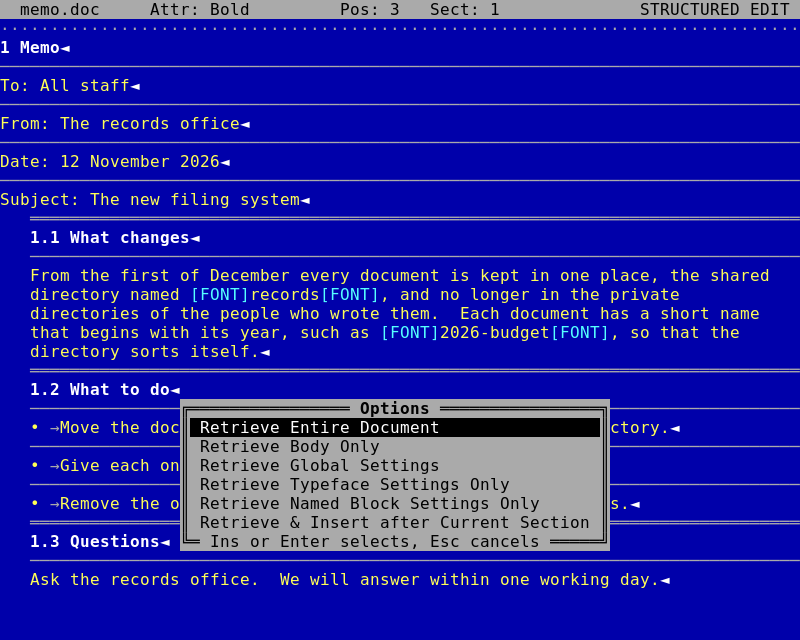 memo.doc Attr: Bold Pos: 3 Sect: 1 STRUCTURED EDIT
1 Memo◄
To: All staff◄
From: The records office◄
Date: 12 November 2026◄
Subject: The new filing system◄
1.1 What changes◄
From the first of December every document is kept in one place, the shared
directory named [FONT]records[FONT], and no longer in the private
directories of the people who wrote them.  Each document has a short name
that begins with its year, such as [FONT]2026-budget[FONT], so that the
directory sorts itself.◄
1.2 What to do◄
Options
• →Move the doc
Retrieve Entire Document
ctory.◄
Retrieve Body Only
• →Give each on
Retrieve Global Settings
Retrieve Typeface Settings Only
• →Remove the o
Retrieve Named Block Settings Only
s.◄
Retrieve & Insert after Current Section
1.3 Questions◄
Ins or Enter selects, Esc cancels
Ask the records office.  We will answer within one working day.◄